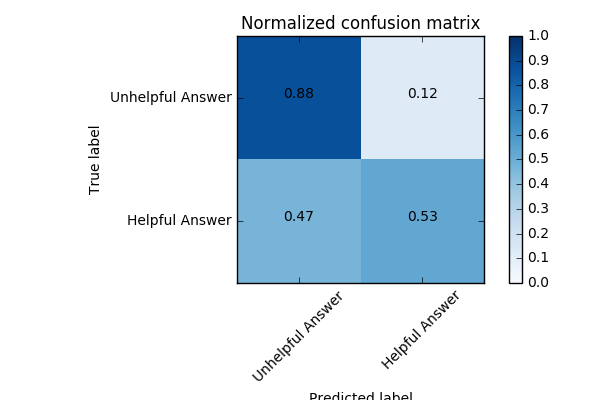 Normalized confusion matrix
True label
Unhelpful Answer
0.88
0.12
Helpful Answer
0.47
0.53
Unhelpful Answer
Helpful Answer
Predicted label
1.0
0.9
0.8
0.7
0.6
0.5
0.4
0.3
0.2
0.1
0.0